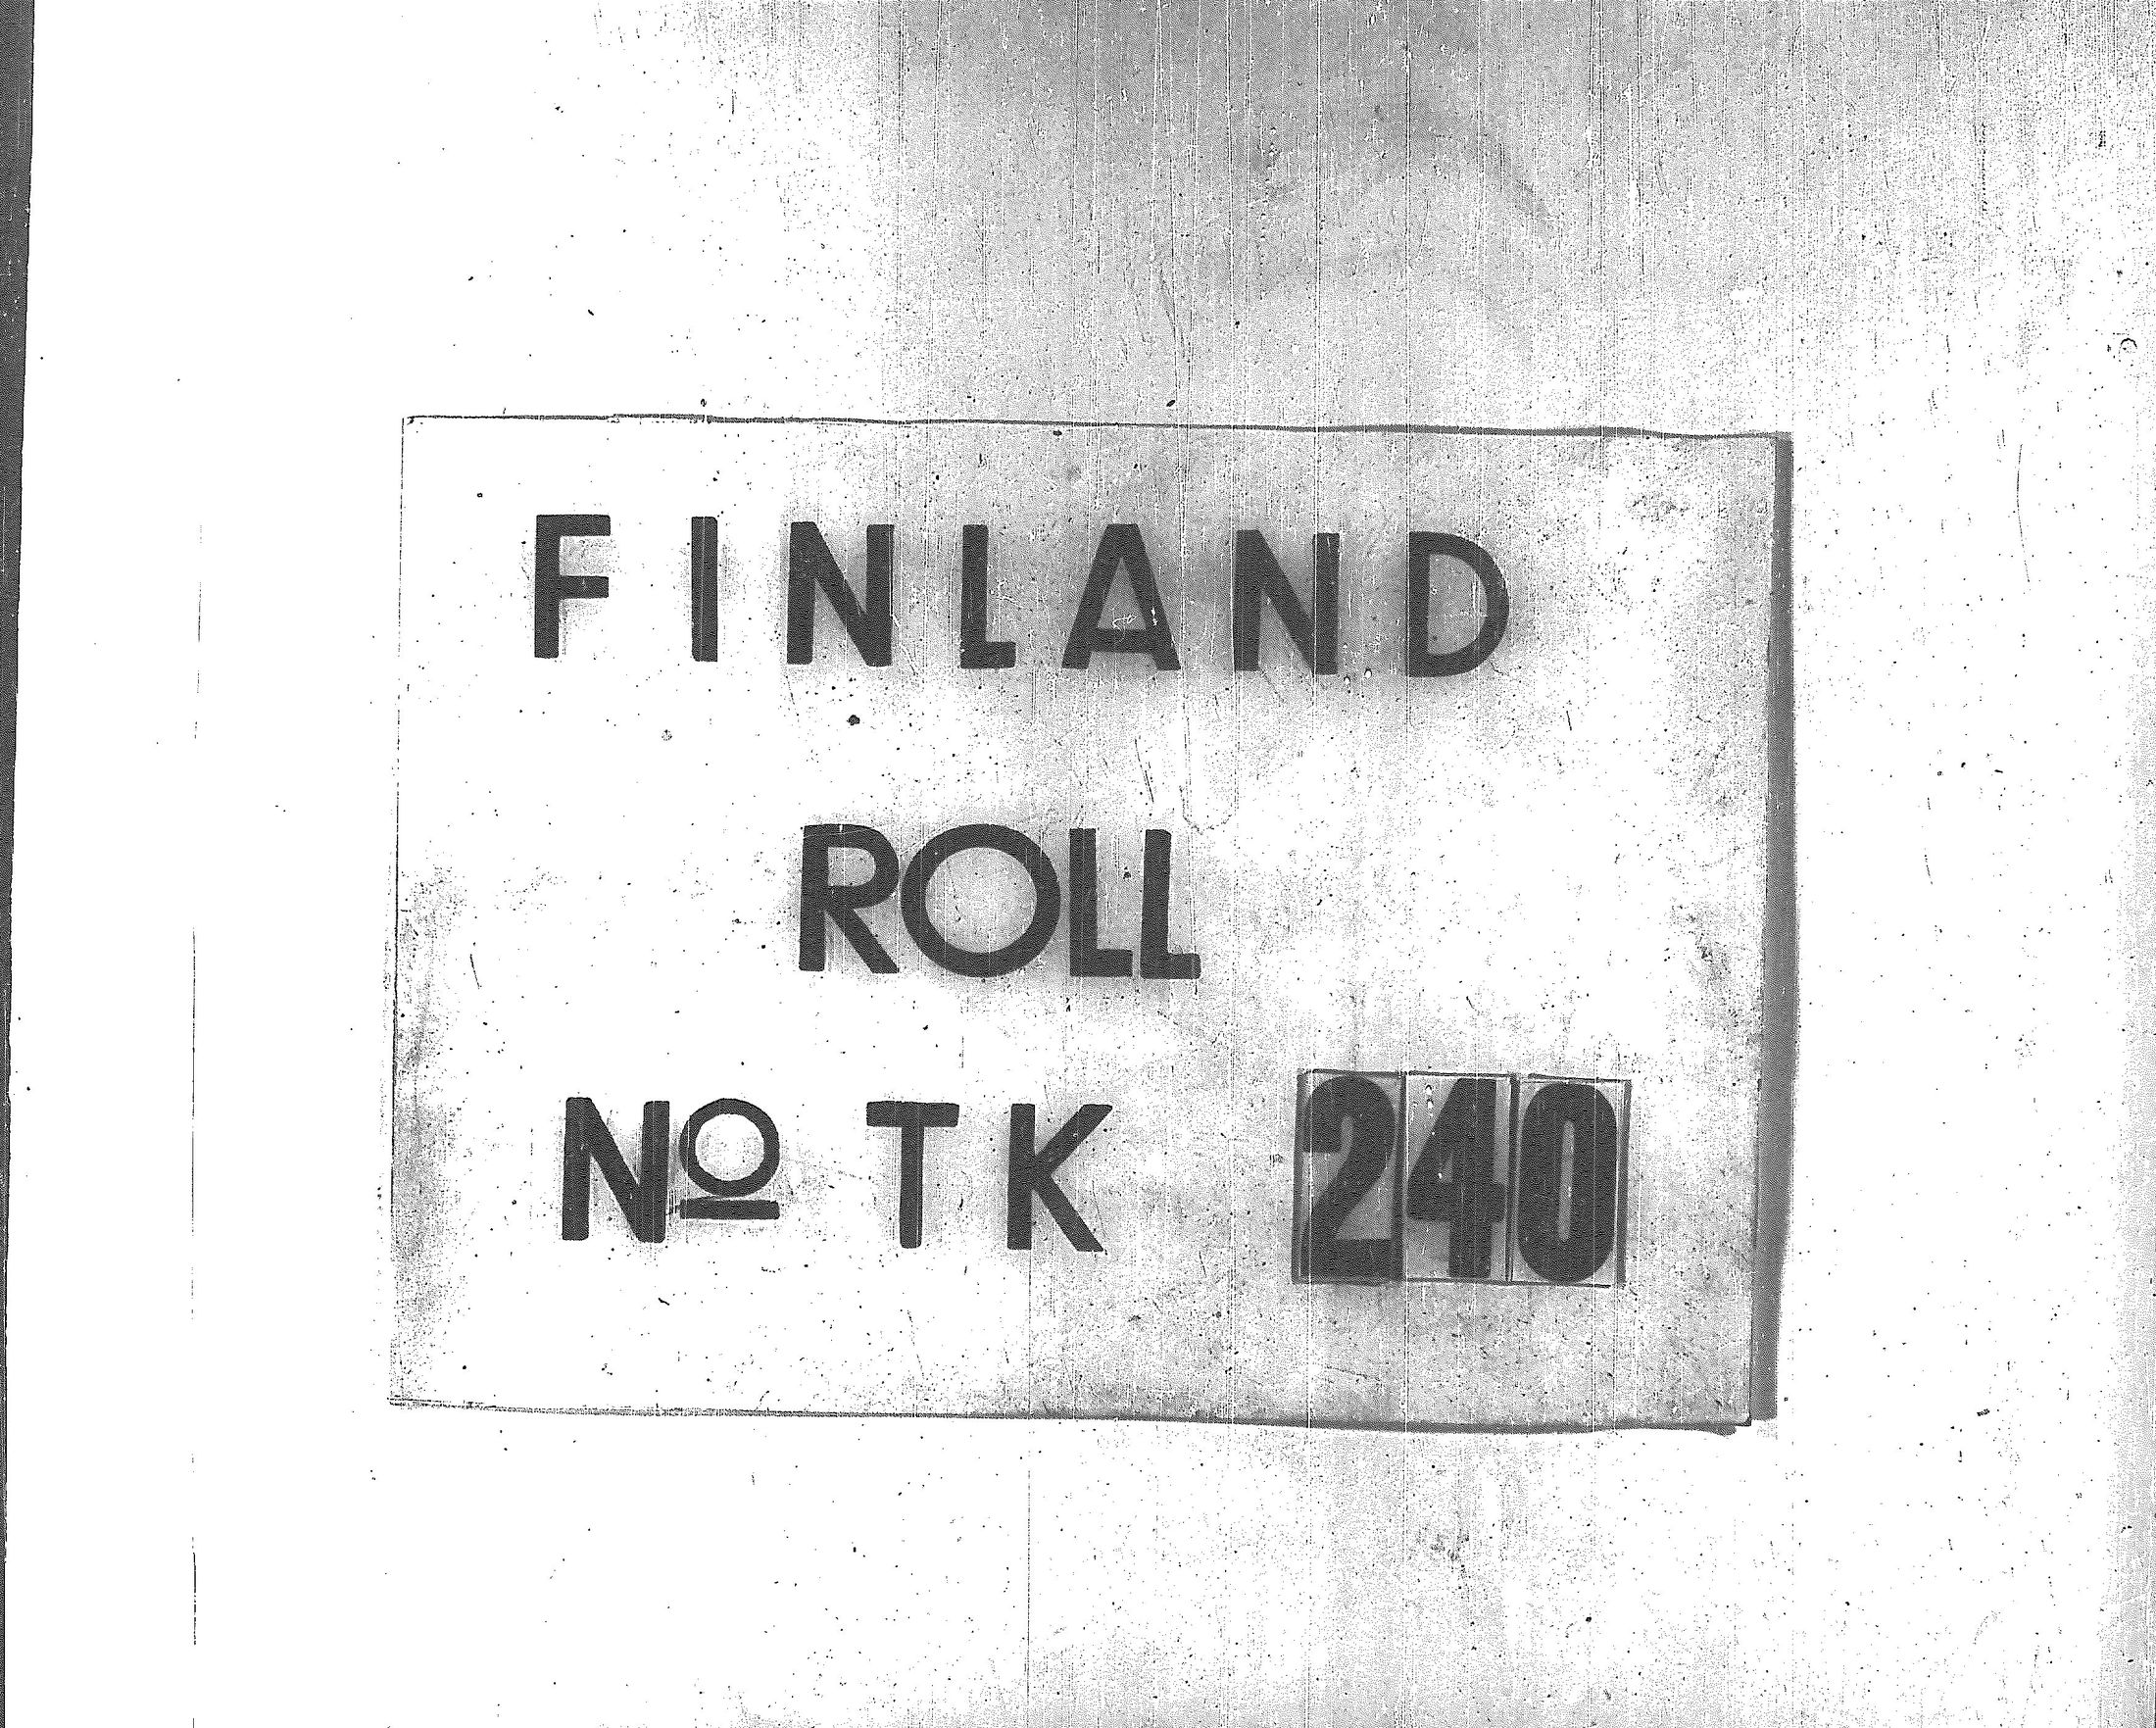 FINLAND
ROLL
Nº TK 240